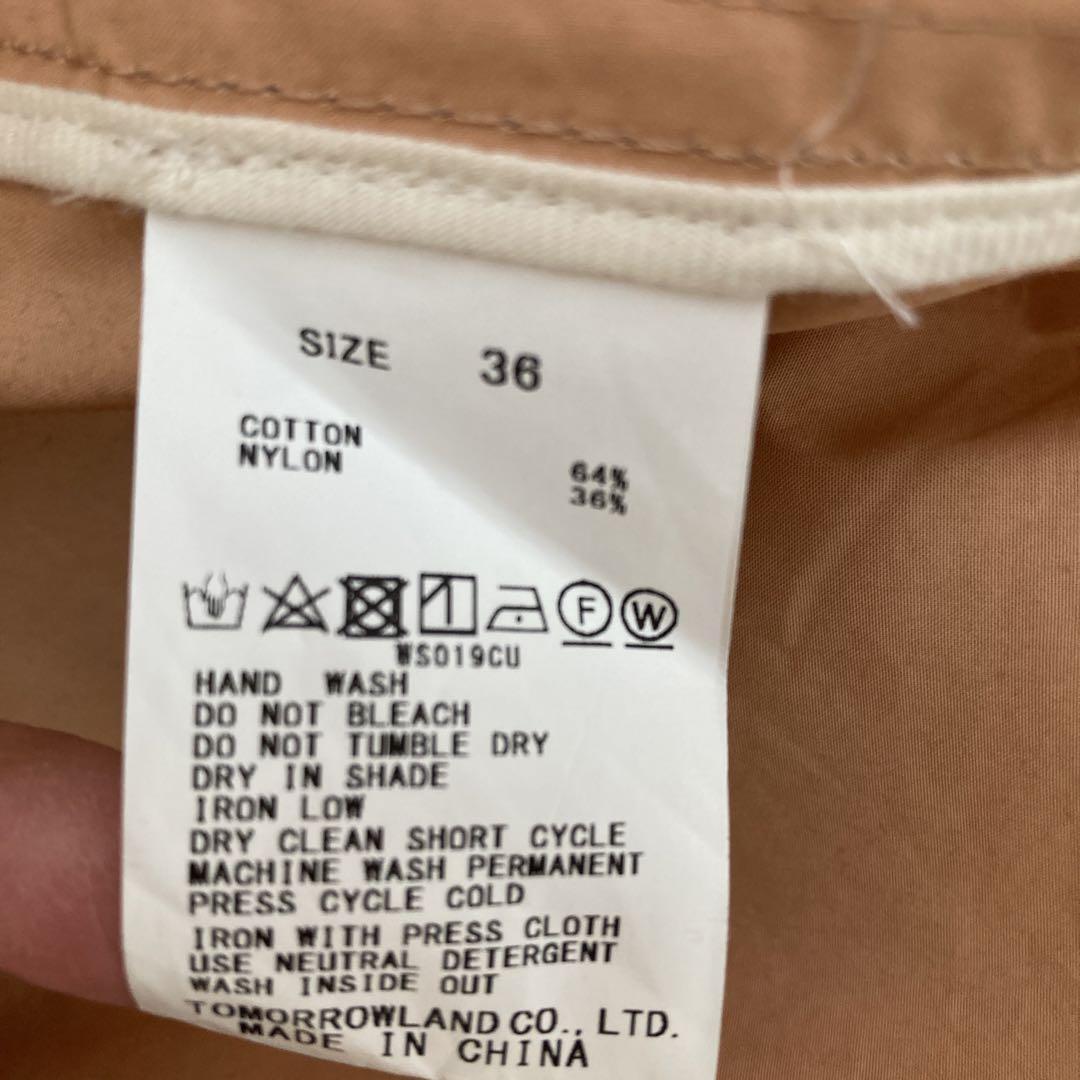 SIZE 36
COTTON 64%
NYLON 36%
F W
WS019CU
HAND WASH
DO NOT BLEACH
DO NOT TUMBLE DRY
DRY IN SHADE
IRON LOW
DRY CLEAN SHORT CYCLE
MACHINE WASH PERMANENT
PRESS CYCLE COLD
IRON WITH PRESS CLOTH
USE NEUTRAL DETERGENT
WASH INSIDE OUT
TOMORROWLAND CO., LTD.
MADE IN CHINA